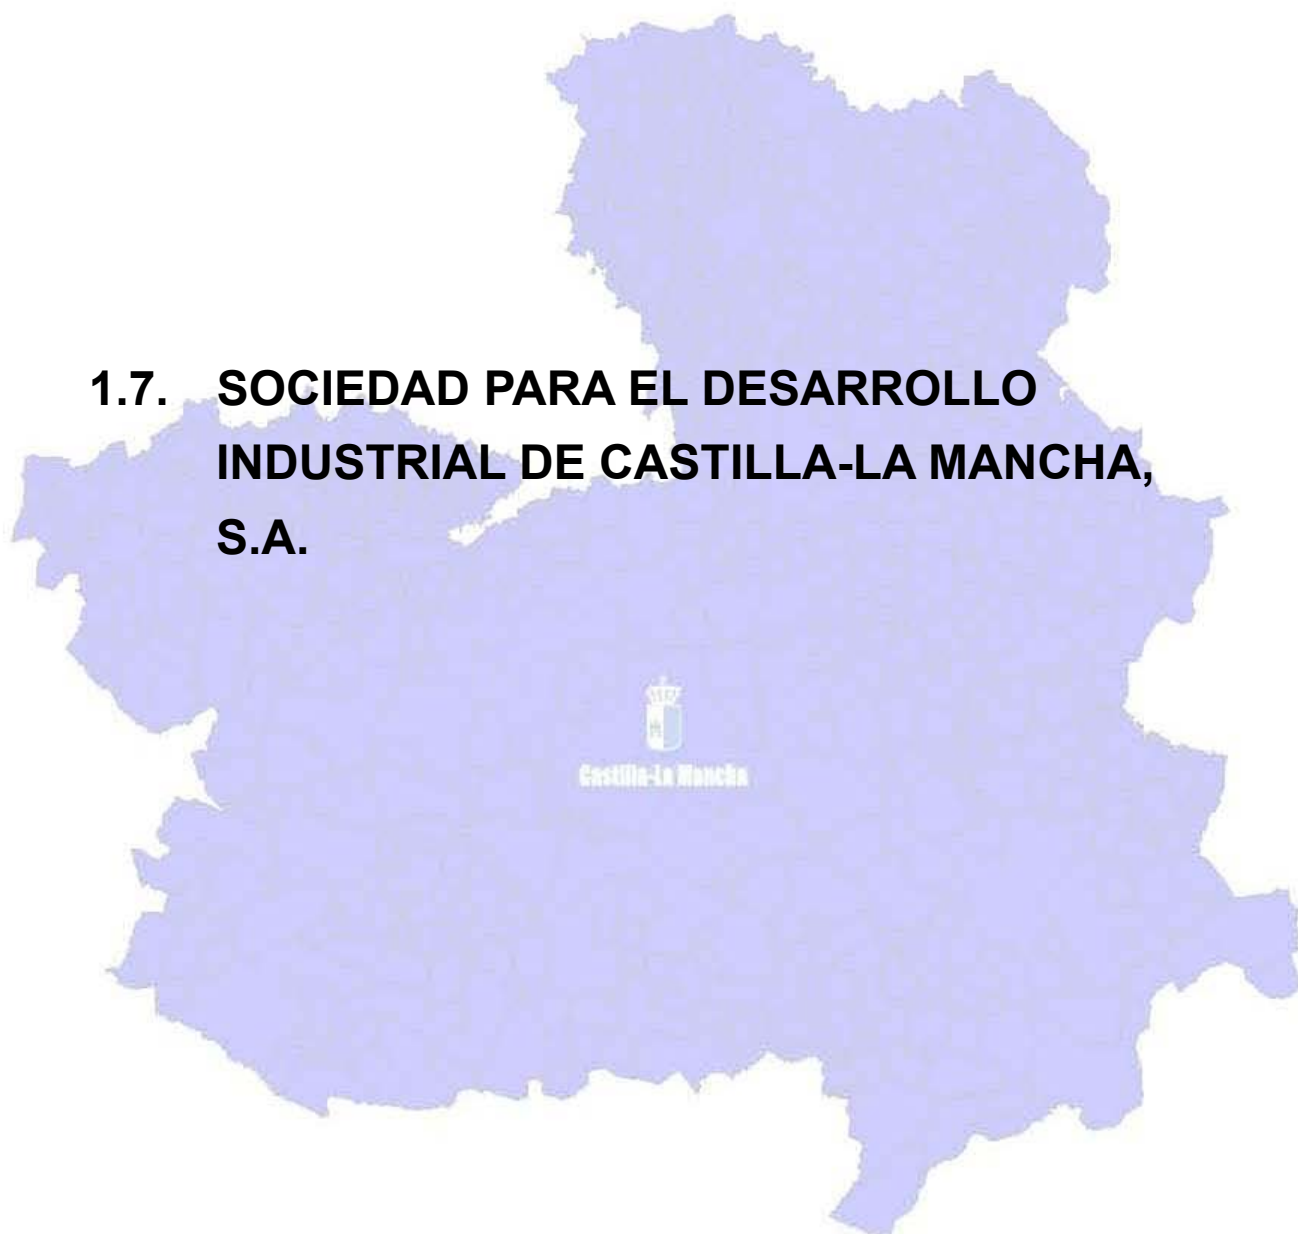 1.7. SOCIEDAD PARA EL DESARROLLO
INDUSTRIAL DE CASTILLA-LA MANCHA,
S.A.
Castilla-La Mancha